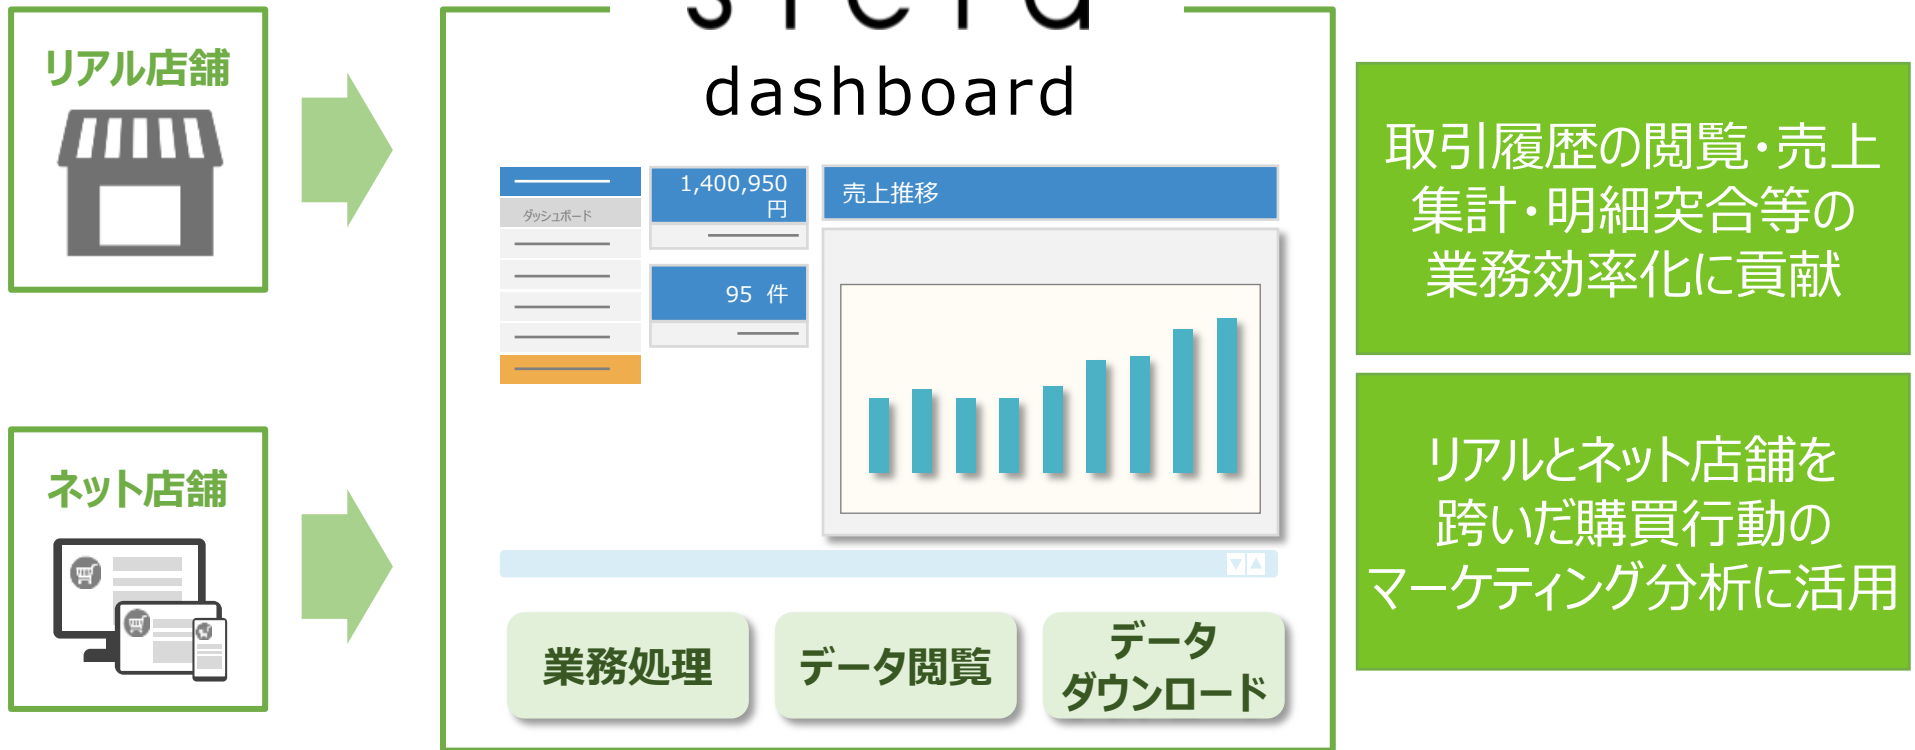 リアル店舗
ネット店舗
dashboard
ダッシュボード
1,400,950
円
95 件
売上推移
業務処理
データ閲覧
データ
ダウンロード
取引履歴の閲覧・売上
集計・明細突合等の
業務効率化に貢献
リアルとネット店舗を
跨いだ購買行動の
マーケティング分析に活用